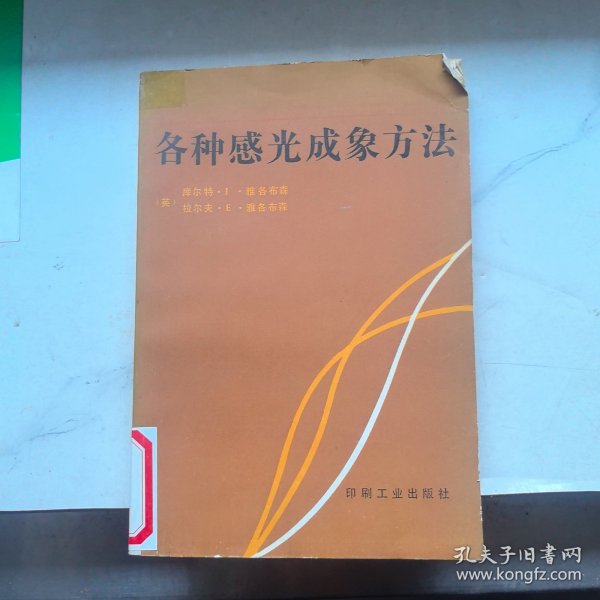 各种感光成象方法
(英)
库尔特·I·雅各布森
拉尔夫·E·雅各布森
印刷工业出版社
孔夫子旧书网
www.kongfz.com